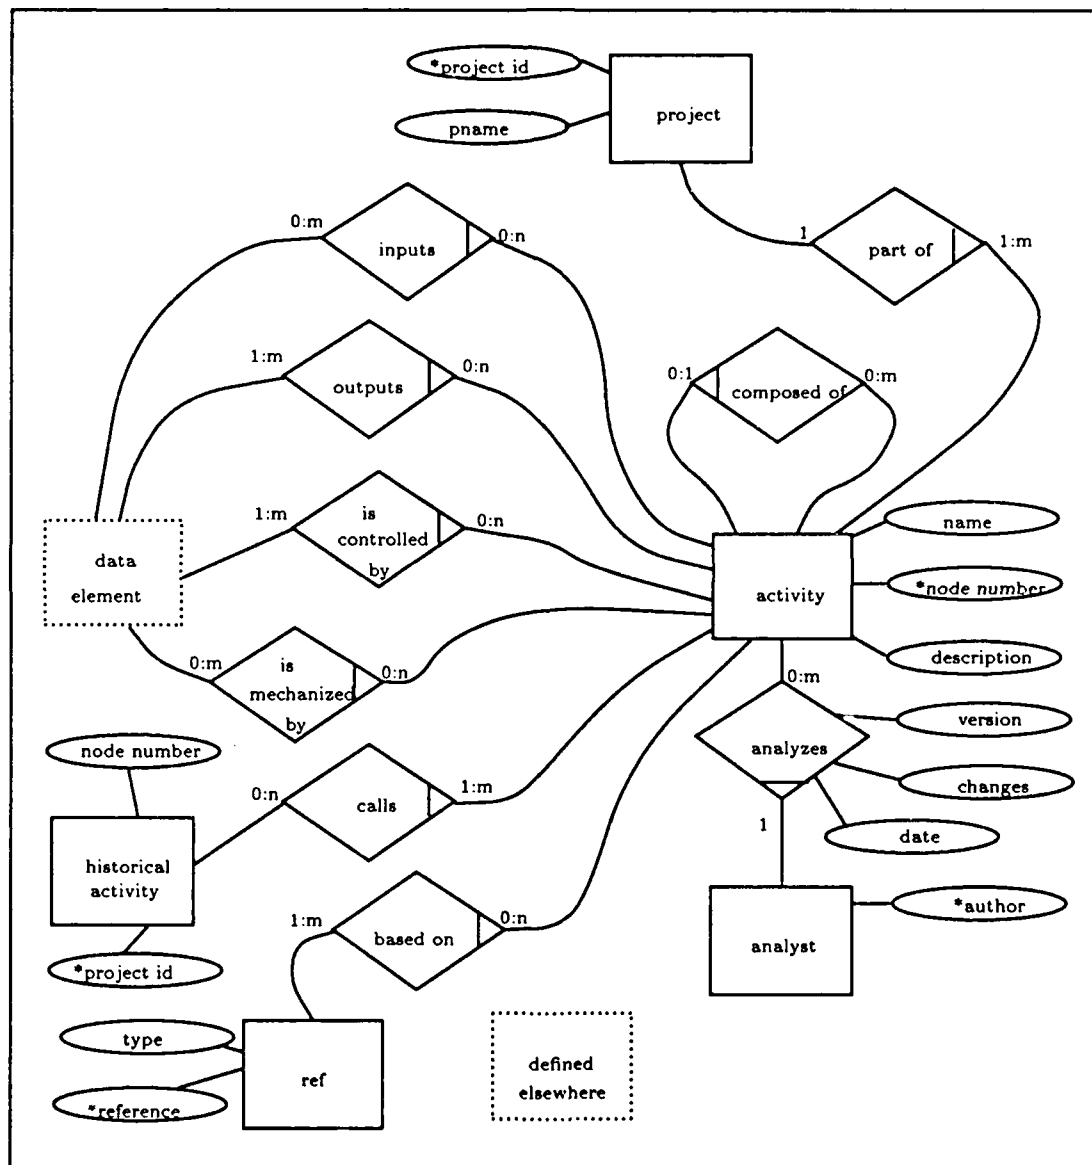 *project id
project
pname
0:m
inputs
0:n
1
part of
1:m
1:m
outputs
0:n
0:1
composed of
0:m
1:m
is
controlled
by
0:n
data
element
name
*node number
activity
description
0:m
is
mechanized
by
0:n
0:m
version
analyzes
changes
date
1
node number
0:n
calls
1:m
historical
activity
*project id
1:m
based on
0:n
*author
analyst
type
ref
*reference
defined
elsewhere